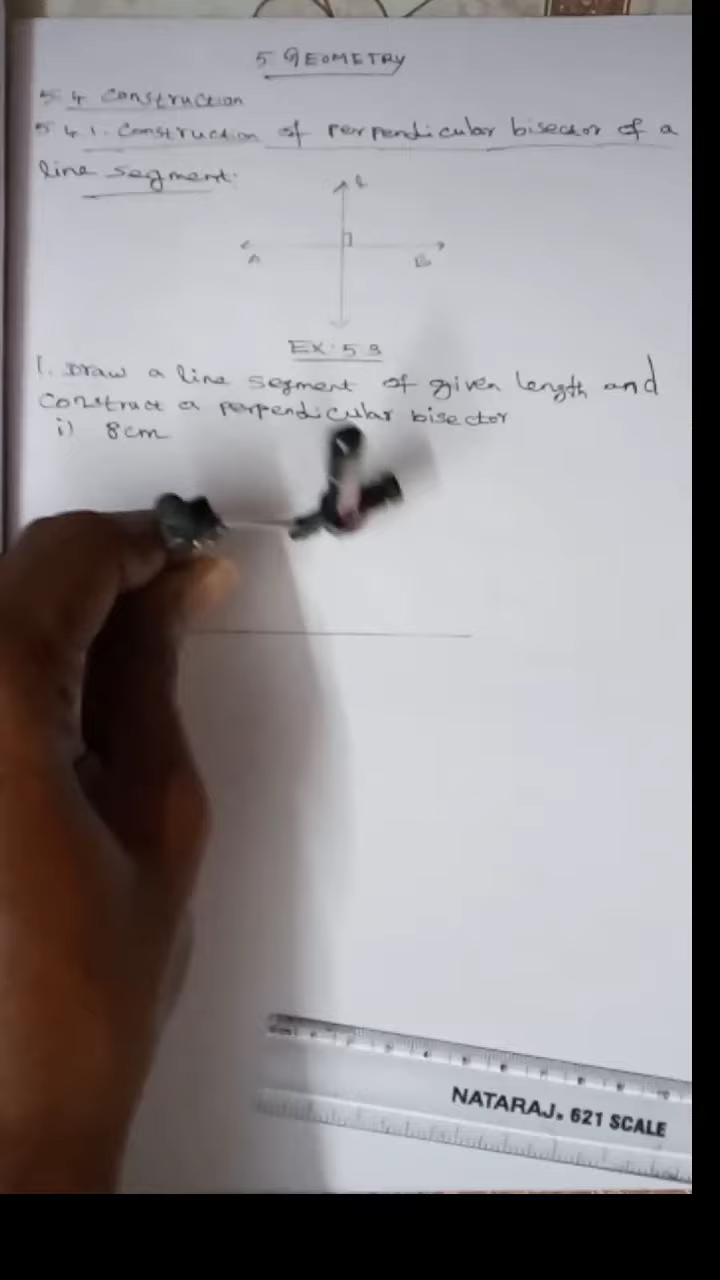 5 GEOMETRY
5 4 Construction
5 4 1. Construction of perpendicular bisector of a
line segment.
l
A B
EX. 5 3
1. Draw a line segment of given length and
construct a perpendicular bisector
i) 8cm
NATARAJ. 621 SCALE